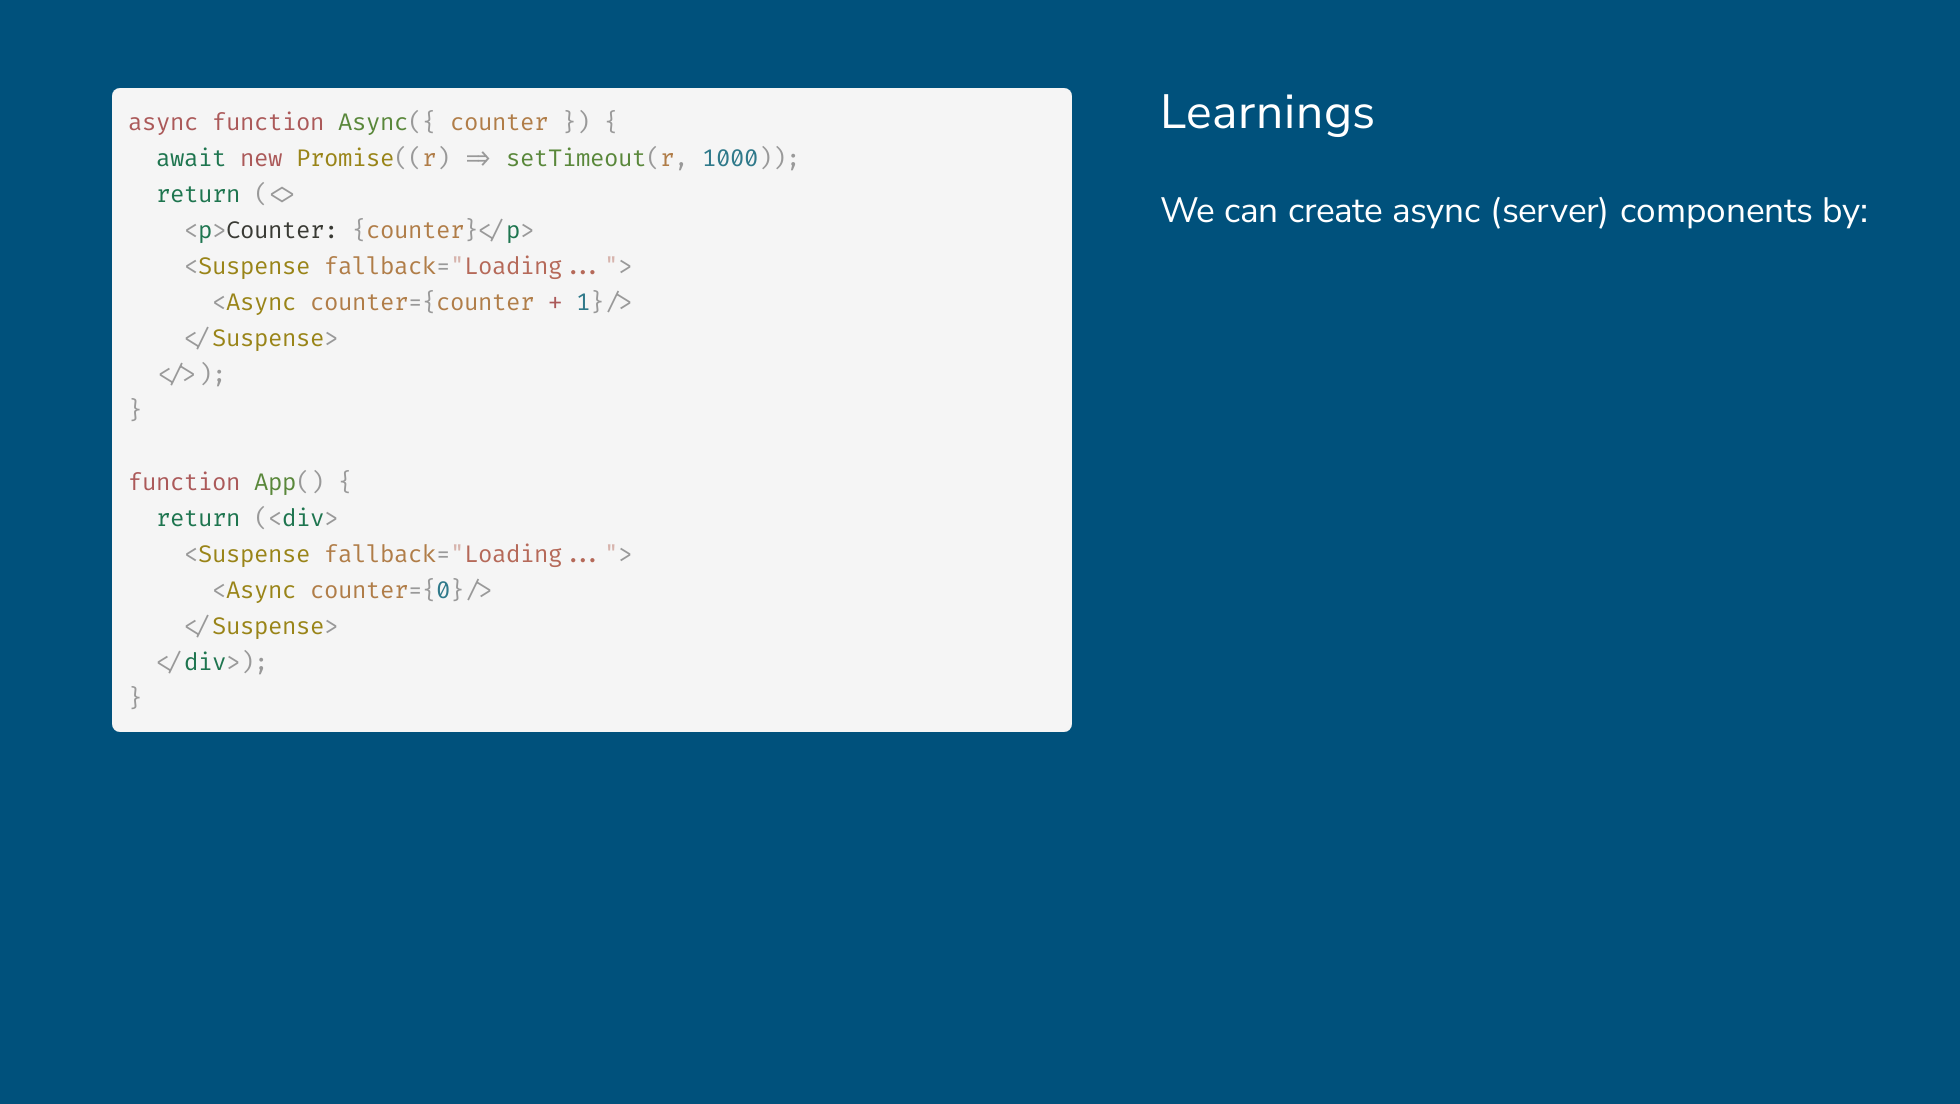 async function Async({ counter }) {
  await new Promise((r) => setTimeout(r, 1000));
  return (<>
    <p>Counter: {counter}</p>
    <Suspense fallback="Loading...">
      <Async counter={counter + 1}/>
    </Suspense>
  </>);
}

function App() {
  return (<div>
    <Suspense fallback="Loading...">
      <Async counter={0}/>
    </Suspense>
  </div>);
}
Learnings
We can create async (server) components by: